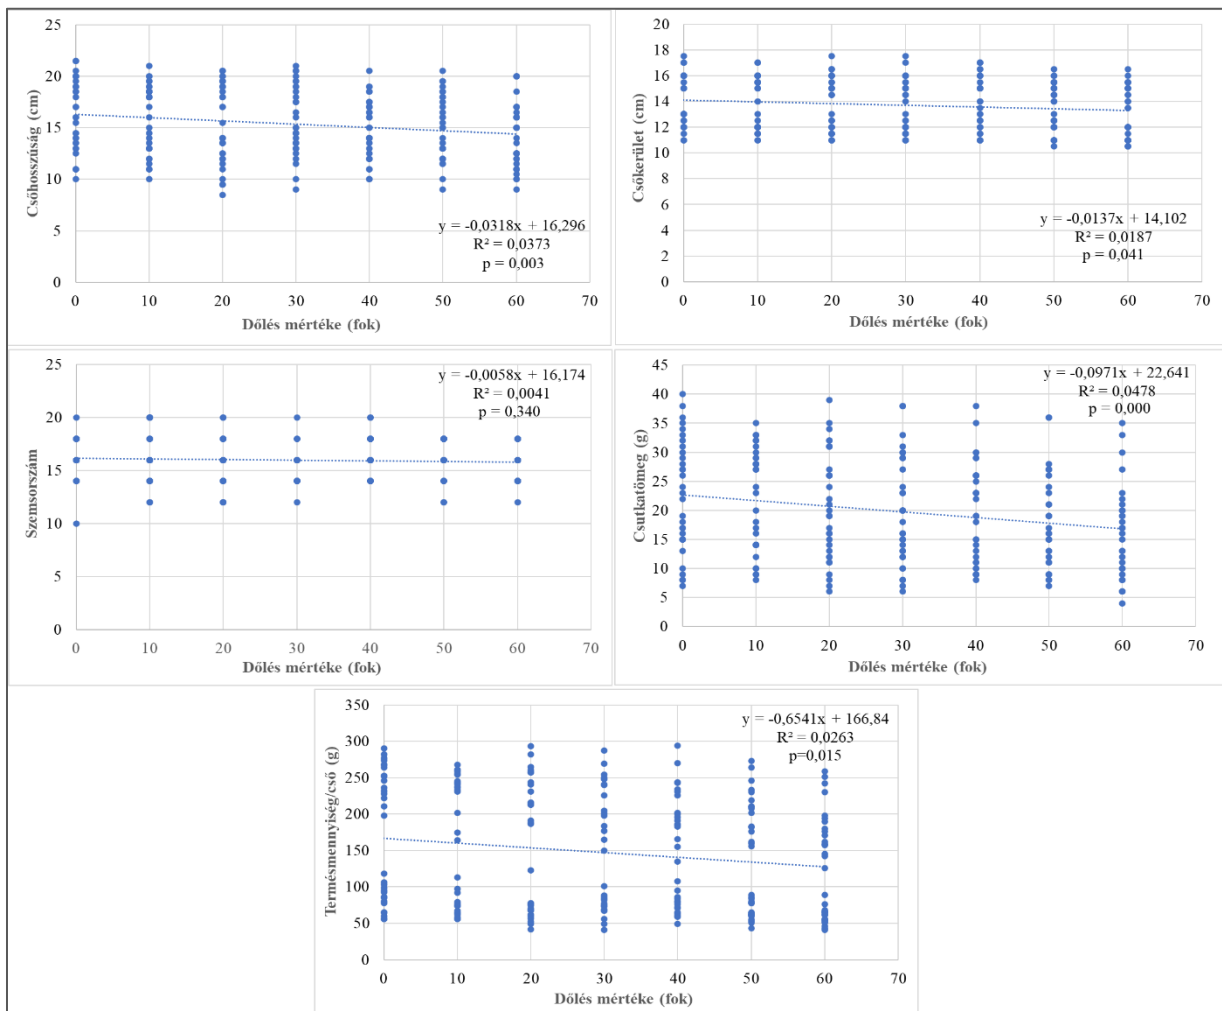 25
20
15
10
5
0
Csőhosszúság (cm)
y = -0,0318x + 16,296
R² = 0,0373
p = 0,003
0 10 20 30 40 50 60 70
Dőlés mértéke (fok)
20
18
16
14
12
10
8
6
4
2
0
Csőkerület (cm)
y = -0,0137x + 14,102
R² = 0,0187
p = 0,041
0 10 20 30 40 50 60 70
Dőlés mértéke (fok)
25
20
15
10
5
0
Szemsorszám
y = -0,0058x + 16,174
R² = 0,0041
p = 0,340
0 10 20 30 40 50 60 70
Dőlés mértéke (fok)
45
40
35
30
25
20
15
10
5
0
Csutkatömeg (g)
y = -0,0971x + 22,641
R² = 0,0478
p = 0,000
0 10 20 30 40 50 60 70
Dőlés mértéke (fok)
350
300
250
200
150
100
50
0
Termésmennyiség/cső (g)
y = -0,6541x + 166,84
R² = 0,0263
p=0,015
0 10 20 30 40 50 60 70
Dőlés mértéke (fok)